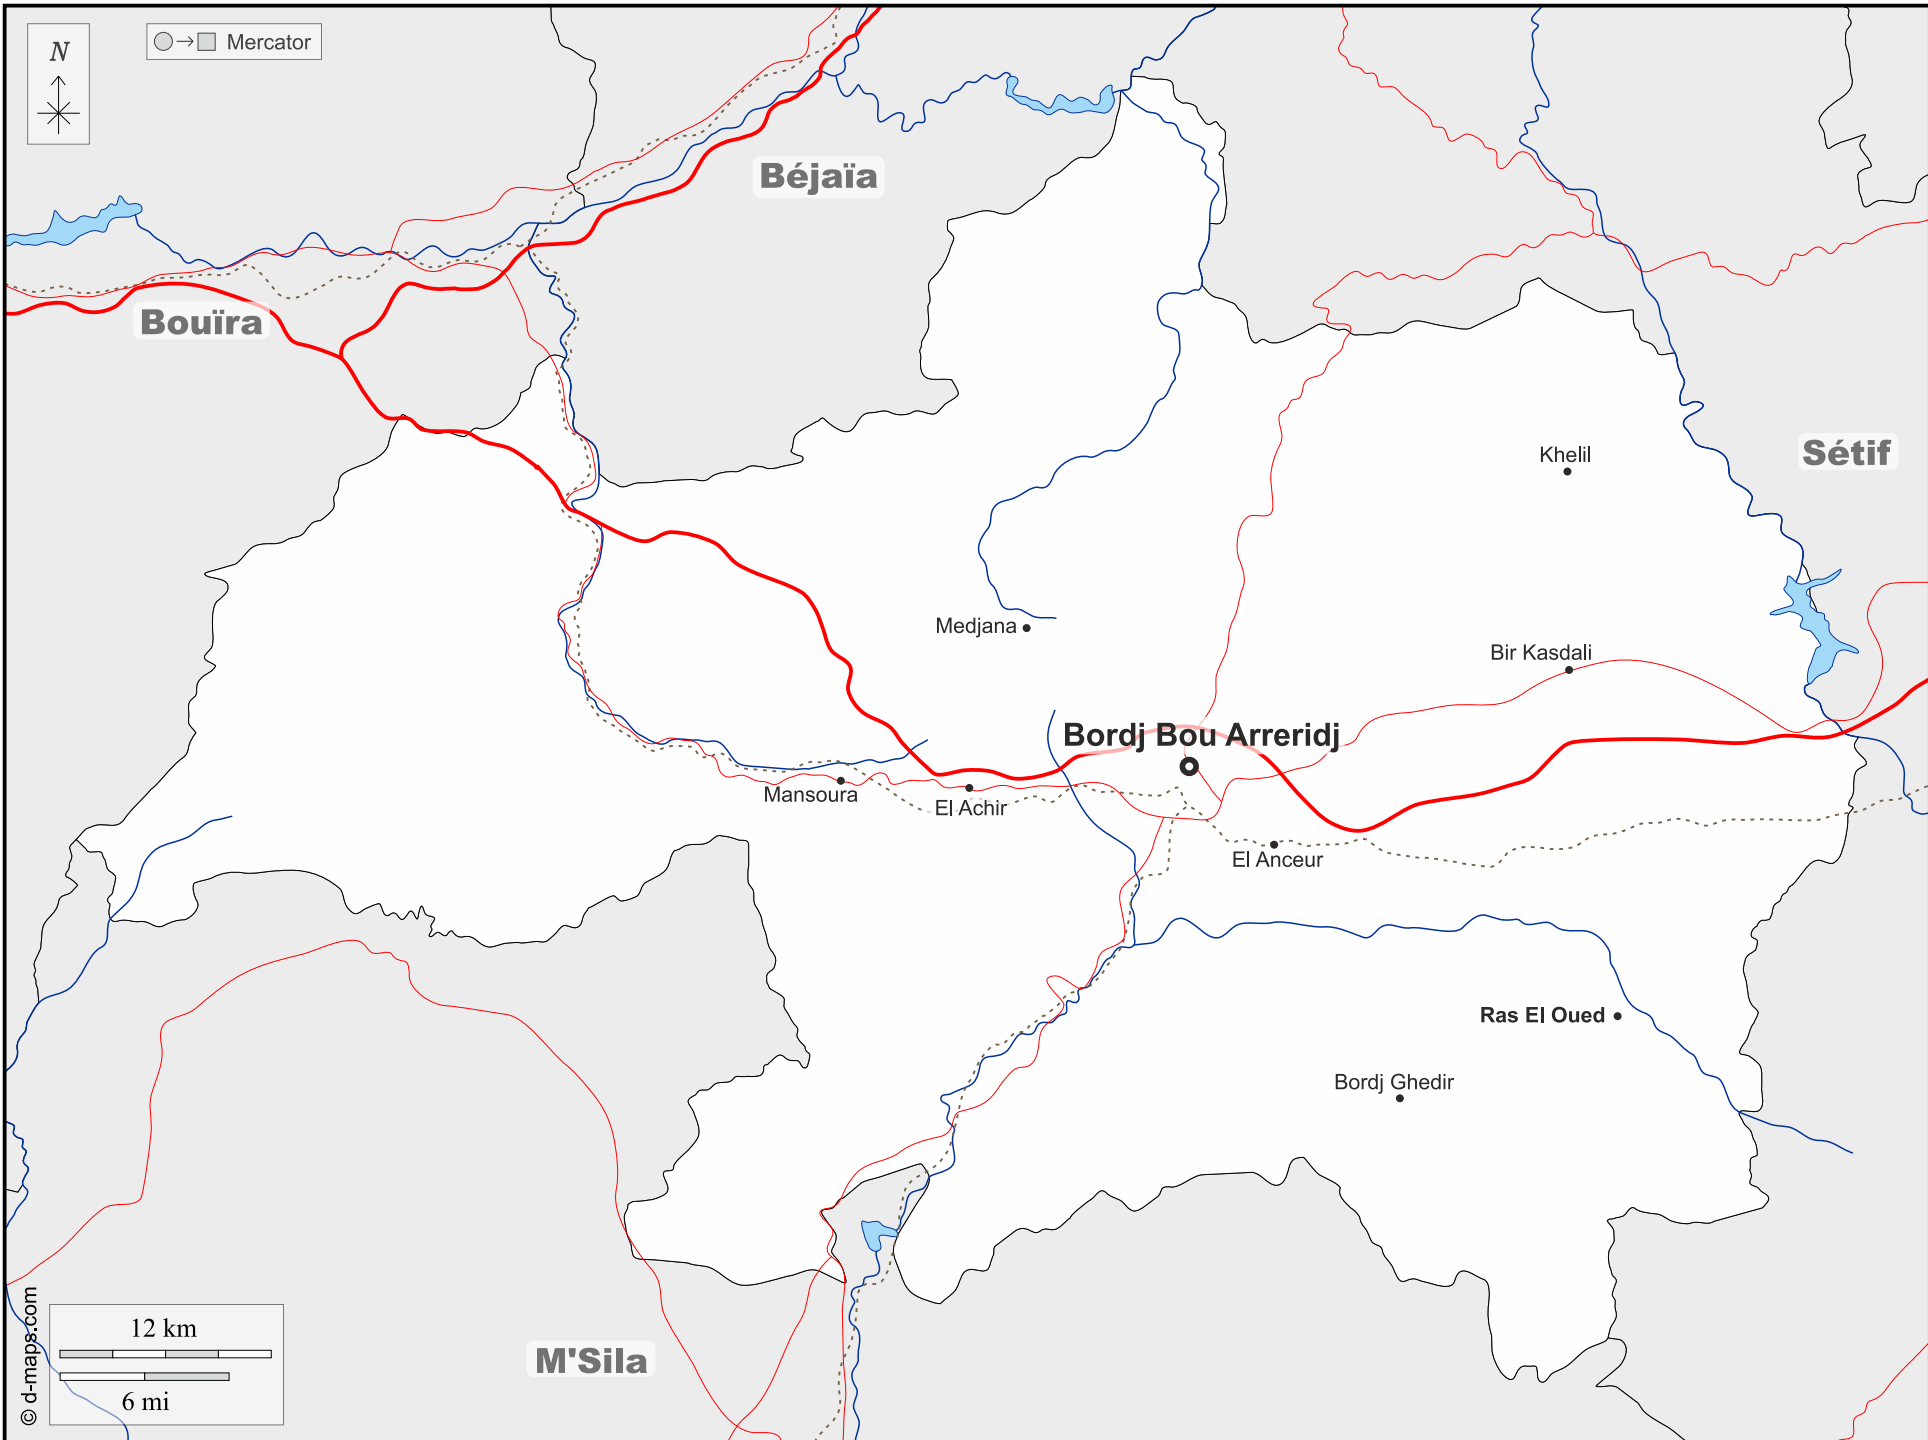 N
Mercator
Béjaïa
Bouïra
Sétif
Khelil
Medjana
Bir Kasdali
Bordj Bou Arreridj
Mansoura
El Achir
El Anceur
Ras El Oued
Bordj Ghedir
M'Sila
12 km
6 mi
© d-maps.com